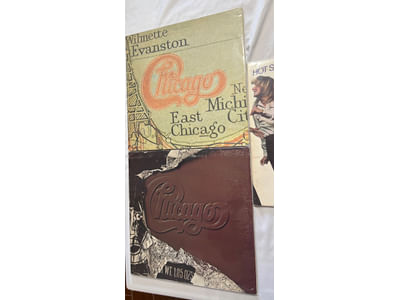 Wilmette
Evanston
Chicago
Ne
Michi
East Cit
Chicago
HOT S
Chicago